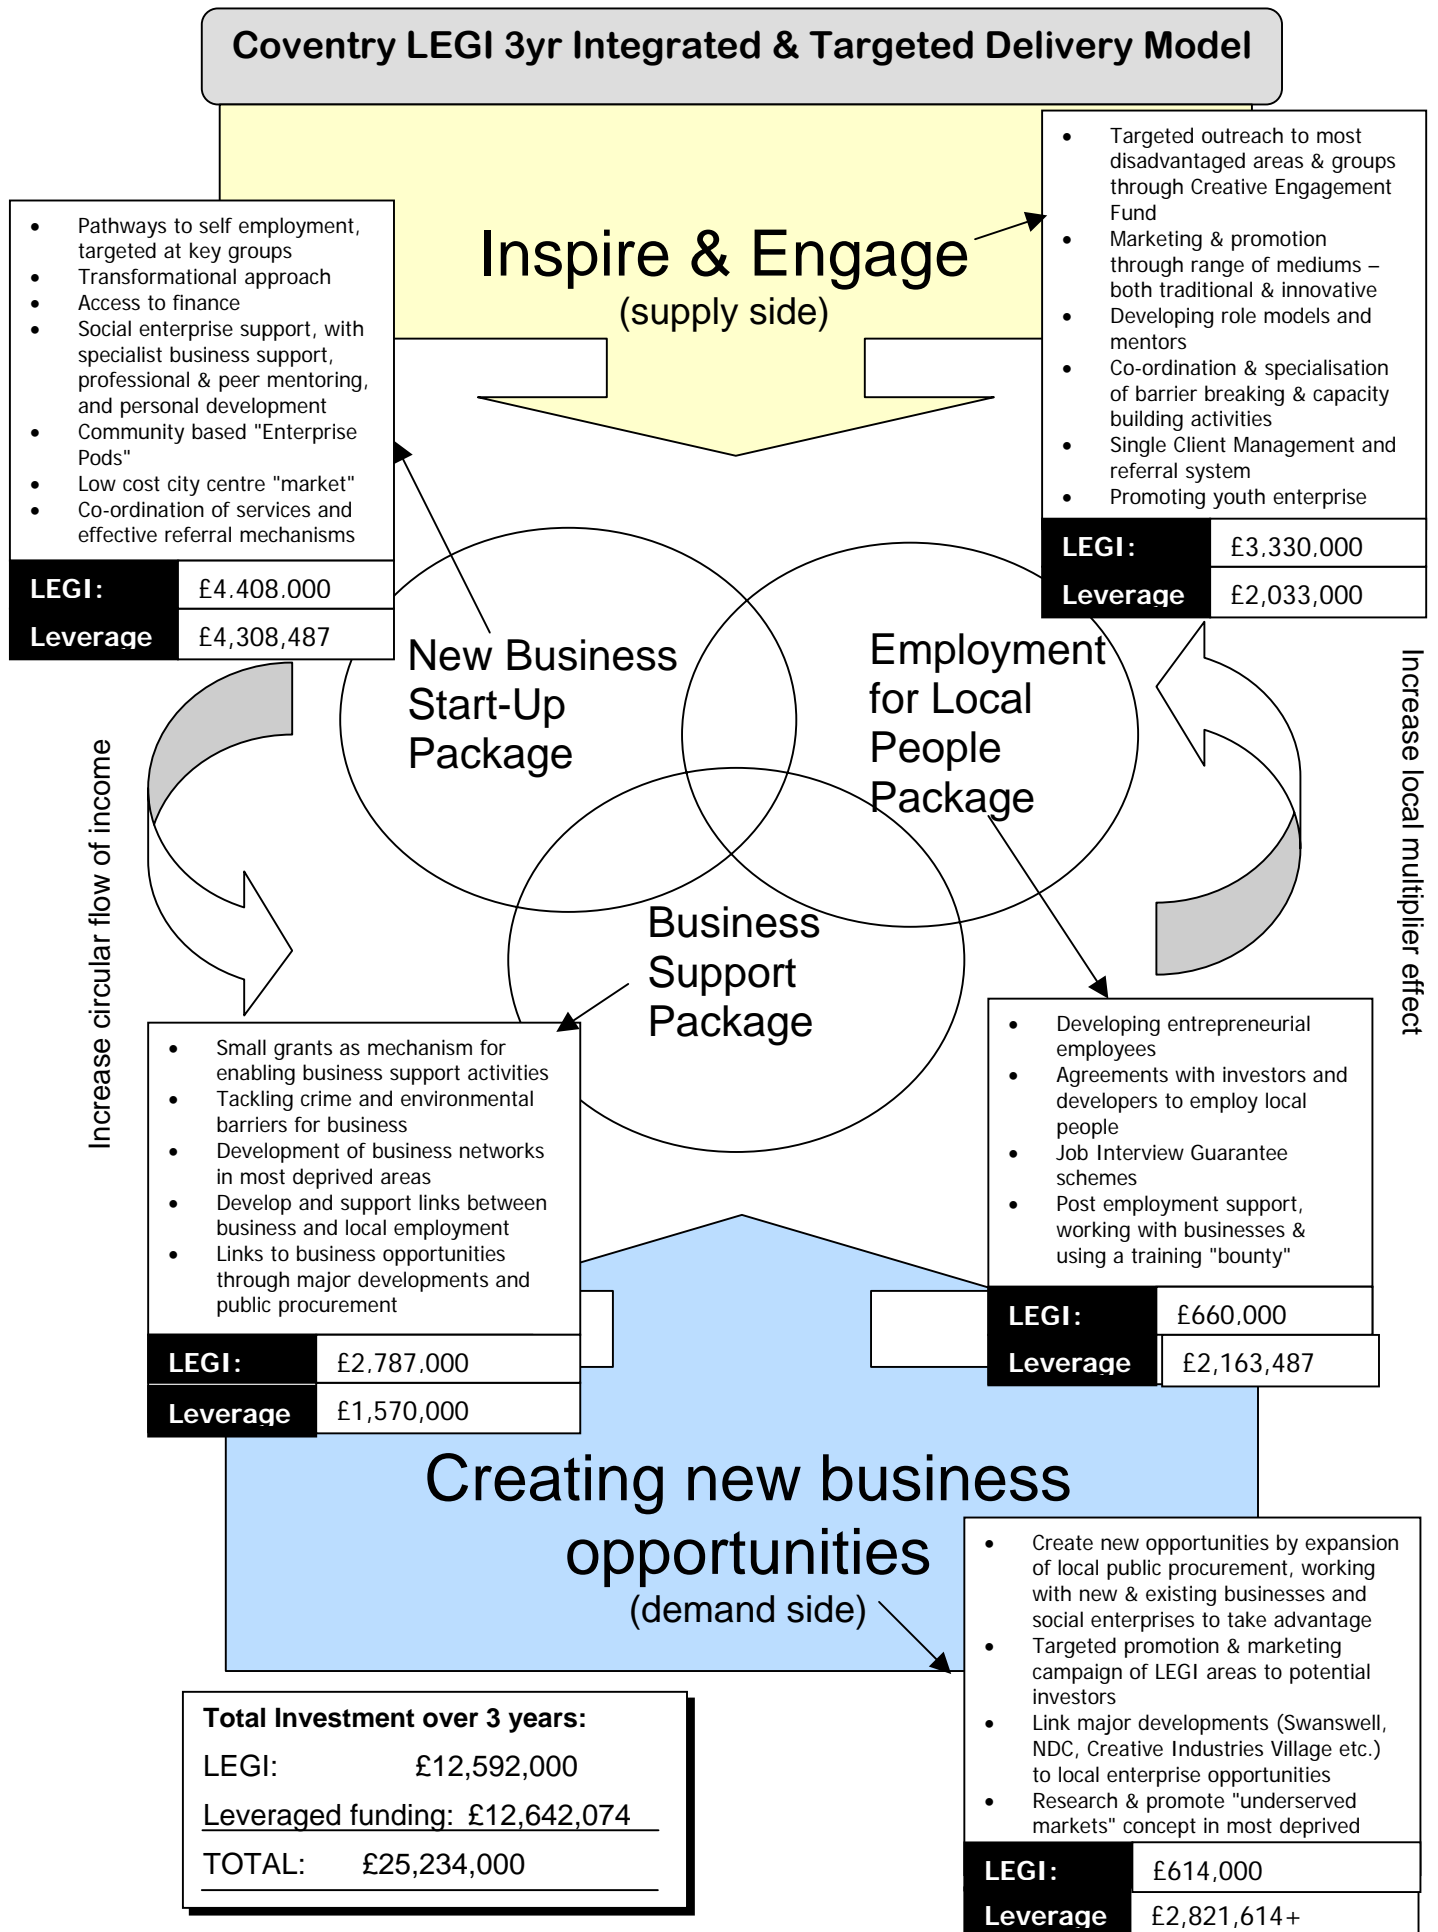 Coventry LEGI 3yr Integrated & Targeted Delivery Model
Inspire & Engage
(supply side)
• Pathways to self employment,
targeted at key groups
• Transformational approach
• Access to finance
• Social enterprise support, with
specialist business support,
professional & peer mentoring,
and personal development
• Community based "Enterprise
Pods"
• Low cost city centre "market"
• Co-ordination of services and
effective referral mechanisms
LEGI: £4,408,000
Leverage £4,308,487
• Targeted outreach to most
disadvantaged areas & groups
through Creative Engagement
Fund
• Marketing & promotion
through range of mediums –
both traditional & innovative
• Developing role models and
mentors
• Co-ordination & specialisation
of barrier breaking & capacity
building activities
• Single Client Management and
referral system
• Promoting youth enterprise
LEGI: £3,330,000
Leverage £2,033,000
New Business
Start-Up
Package
Employment
for Local
People
Package
Business
Support
Package
Increase circular flow of income
Increase local multiplier effect
• Small grants as mechanism for
enabling business support activities
• Tackling crime and environmental
barriers for business
• Development of business networks
in most deprived areas
• Develop and support links between
business and local employment
• Links to business opportunities
through major developments and
public procurement
LEGI: £2,787,000
Leverage £1,570,000
• Developing entrepreneurial
employees
• Agreements with investors and
developers to employ local
people
• Job Interview Guarantee
schemes
• Post employment support,
working with businesses &
using a training "bounty"
LEGI: £660,000
Leverage £2,163,487
Creating new business
opportunities
(demand side)
• Create new opportunities by expansion
of local public procurement, working
with new & existing businesses and
social enterprises to take advantage
• Targeted promotion & marketing
campaign of LEGI areas to potential
investors
• Link major developments (Swanswell,
NDC, Creative Industries Village etc.)
to local enterprise opportunities
• Research & promote "underserved
markets" concept in most deprived
LEGI: £614,000
Leverage £2,821,614+
Total Investment over 3 years:
LEGI: £12,592,000
Leveraged funding: £12,642,074
TOTAL: £25,234,000